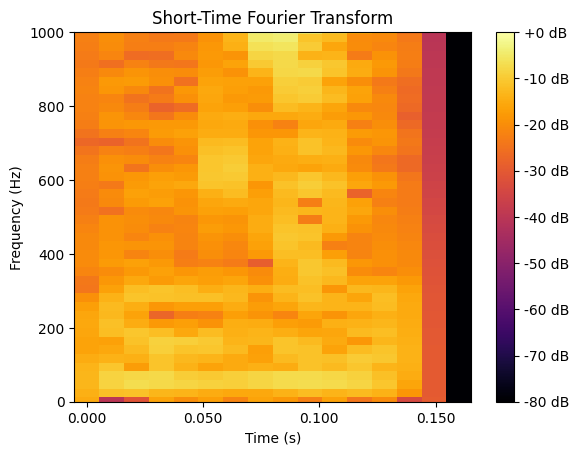 Short-Time Fourier Transform
Frequency (Hz)
1000
800
600
400
200
0
0.000
0.050
0.100
0.150
Time (s)
+0 dB
-10 dB
-20 dB
-30 dB
-40 dB
-50 dB
-60 dB
-70 dB
-80 dB